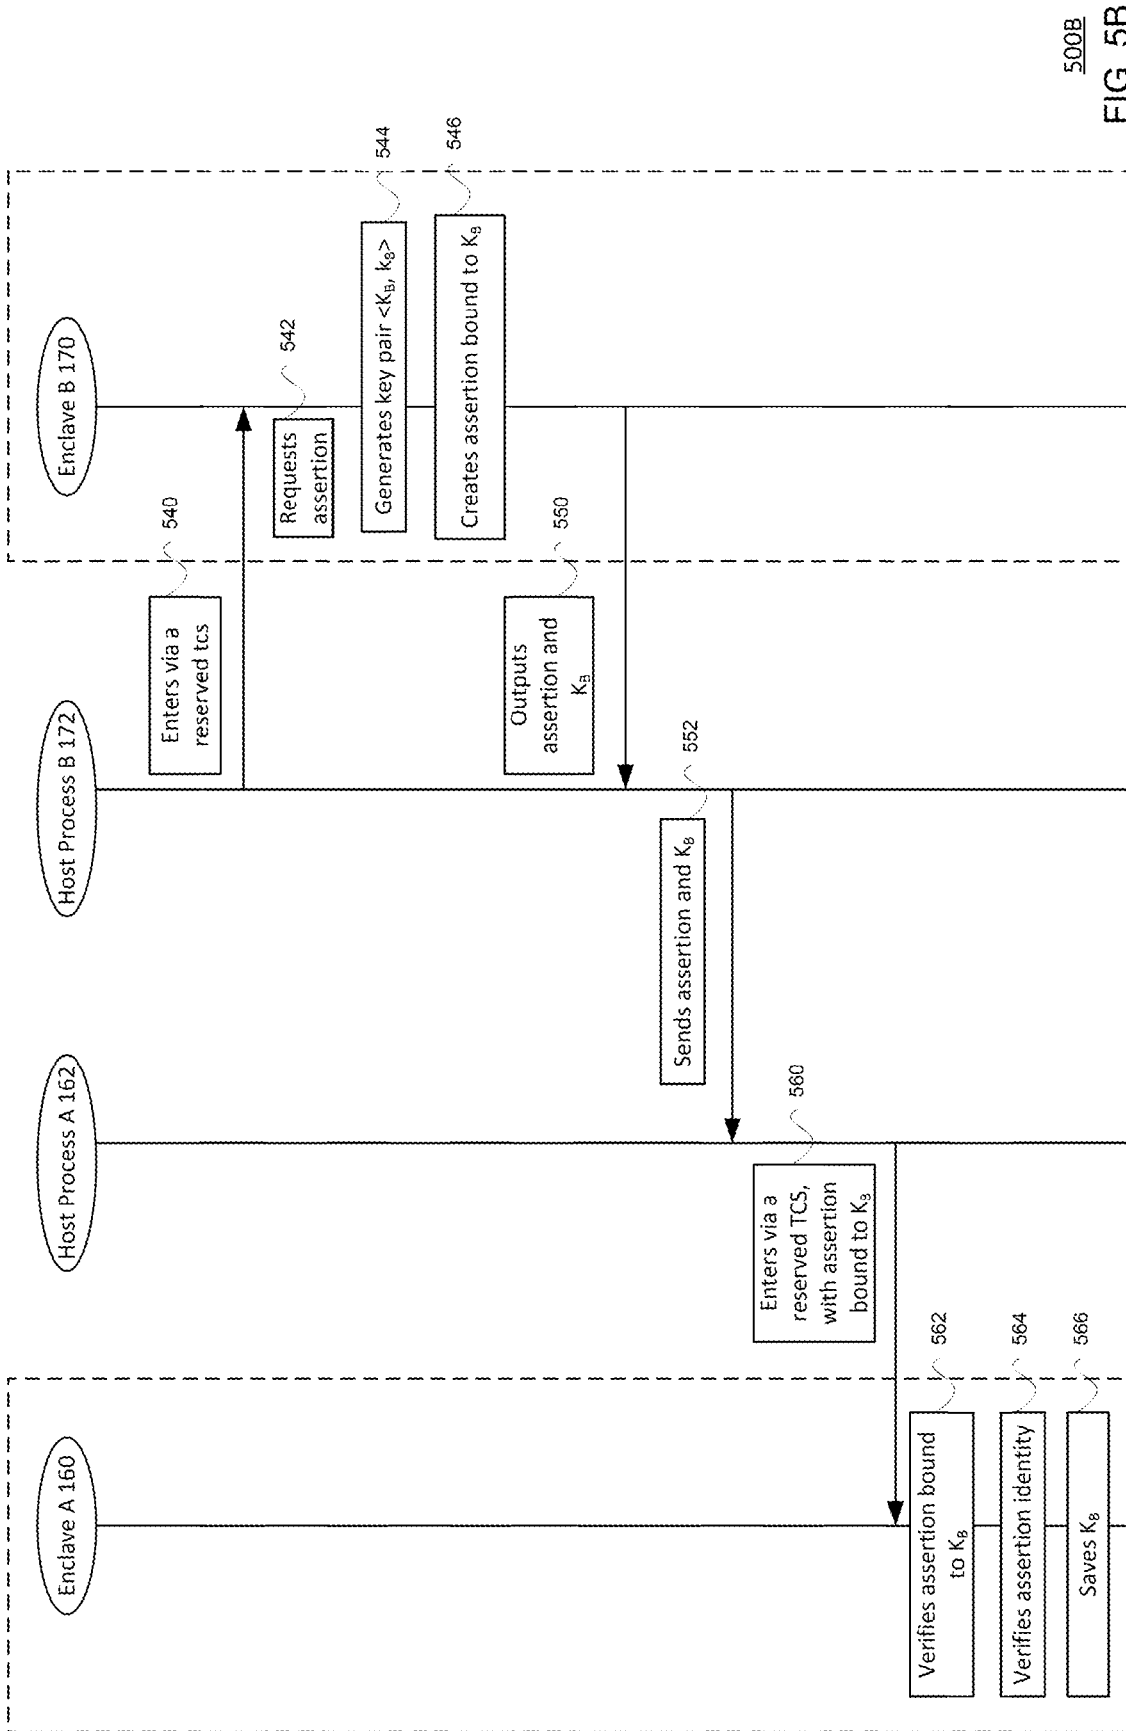 Enclave A 160
Host Process A 162
Host Process B 172
Enclave B 170
Enters via a
reserved tcs
540
Requests
assertion
542
Generates key pair <K_B, k_B>
544
Creates assertion bound to K_B
546
Outputs
assertion and
K_B
550
Sends assertion and K_B
552
Enters via a
reserved TCS,
with assertion
bound to K_B
560
Verifies assertion bound
to K_B
562
Verifies assertion identity
564
Saves K_B
566
500B
FIG. 5B